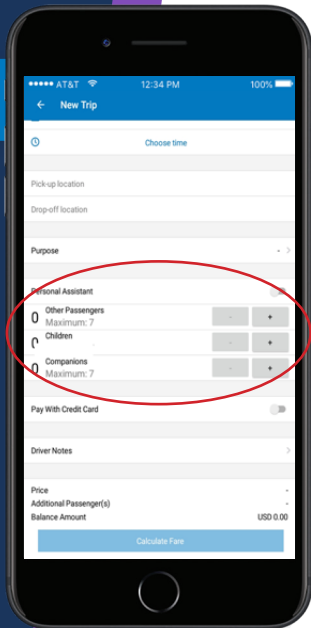 AT&T 12:34 PM 100%
New Trip
Choose time
Pick-up location
Drop-off location
Purpose -
Personal Assistant
0 Other Passengers - +
Maximum: 7
Children - +
0 Companions - +
Maximum: 7
Pay With Credit Card
Driver Notes
Price -
Additional Passenger(s) -
Balance Amount USD 0.00
Calculate Fare